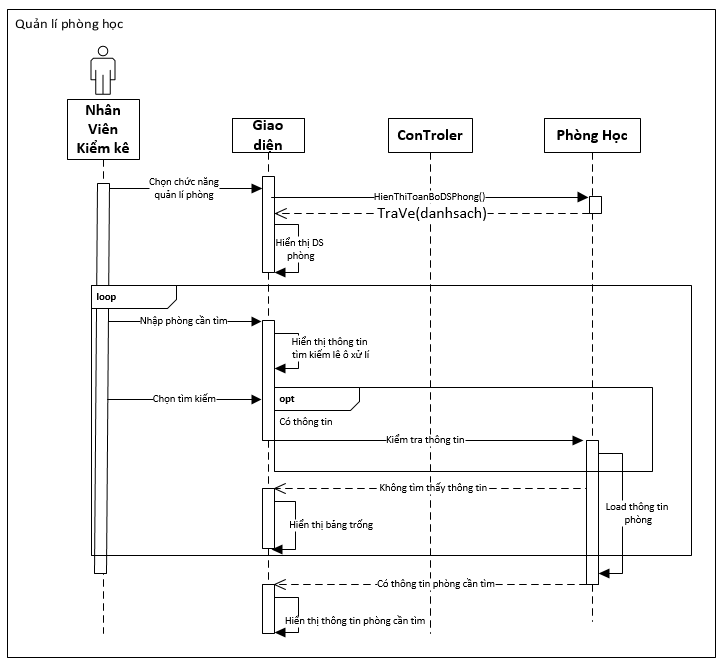 Quản lí phòng học
Nhân
Viên
Kiểm kê
Giao
diện
ConTroler
Phòng Học
Chọn chức năng
quản lí phòng
HienThiToanBoDSPhong()
TraVe(danhsach)
Hiển thị DS
phòng
loop
Nhập phòng cần tìm
Hiển thị thông tin
tìm kiếm lê ô xử lí
Chọn tìm kiếm
opt
Có thông tin
Kiểm tra thông tin
Không tìm thấy thông tin
Load thông tin
phòng
Hiển thị bảng trống
Có thông tin phòng cần tìm
Hiển thị thông tin phòng cần tìm